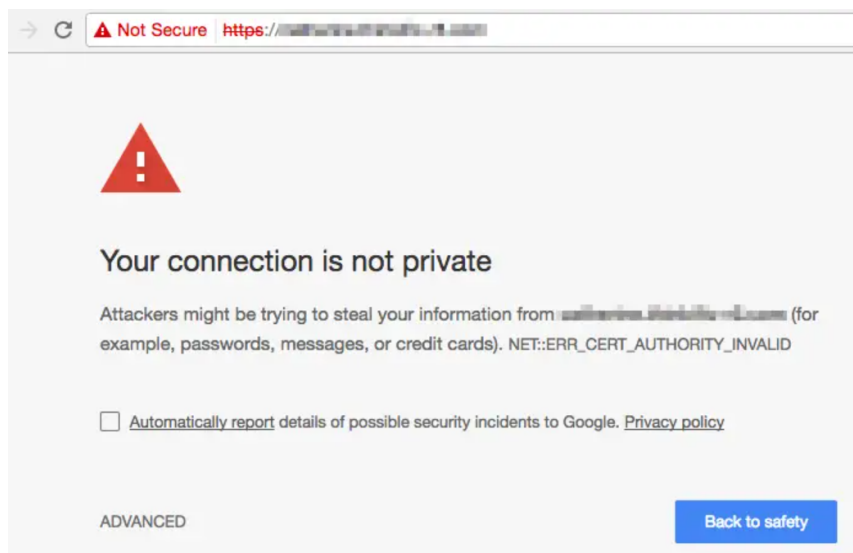 Not Secure https://
Your connection is not private
Attackers might be trying to steal your information from (for
example, passwords, messages, or credit cards). NET::ERR_CERT_AUTHORITY_INVALID
Automatically report details of possible security incidents to Google. Privacy policy
ADVANCED
Back to safety